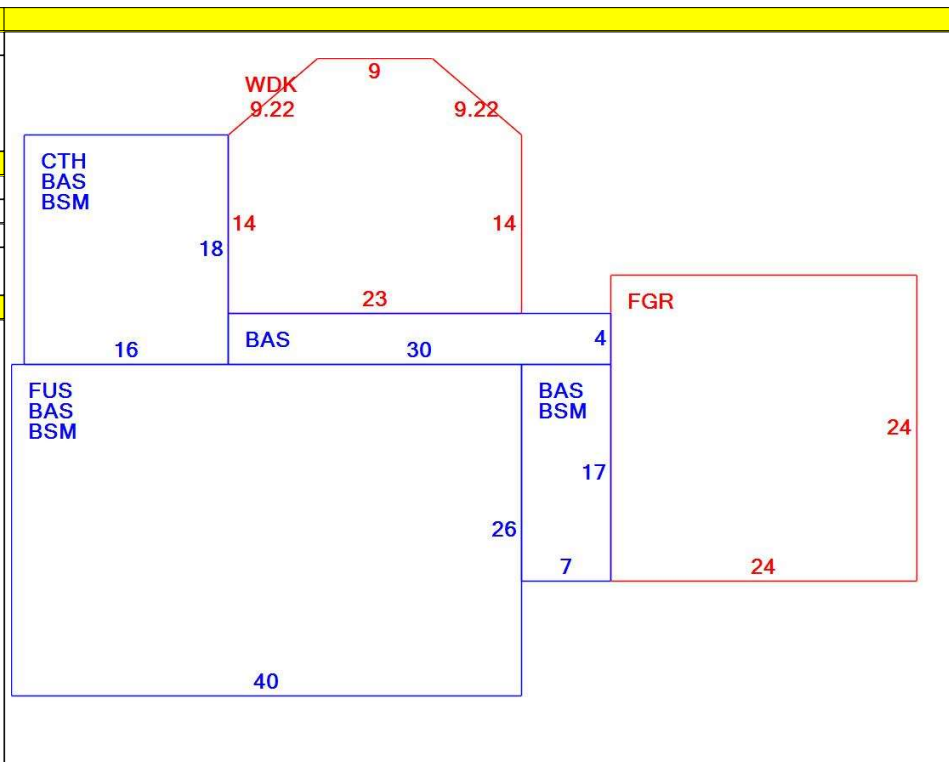 9
WDK
9.22
9.22
CTH
BAS
BSM
14
14
18
23
FGR
BAS
4
16
30
FUS
BAS
BSM
BAS
BSM
24
17
26
7
24
40